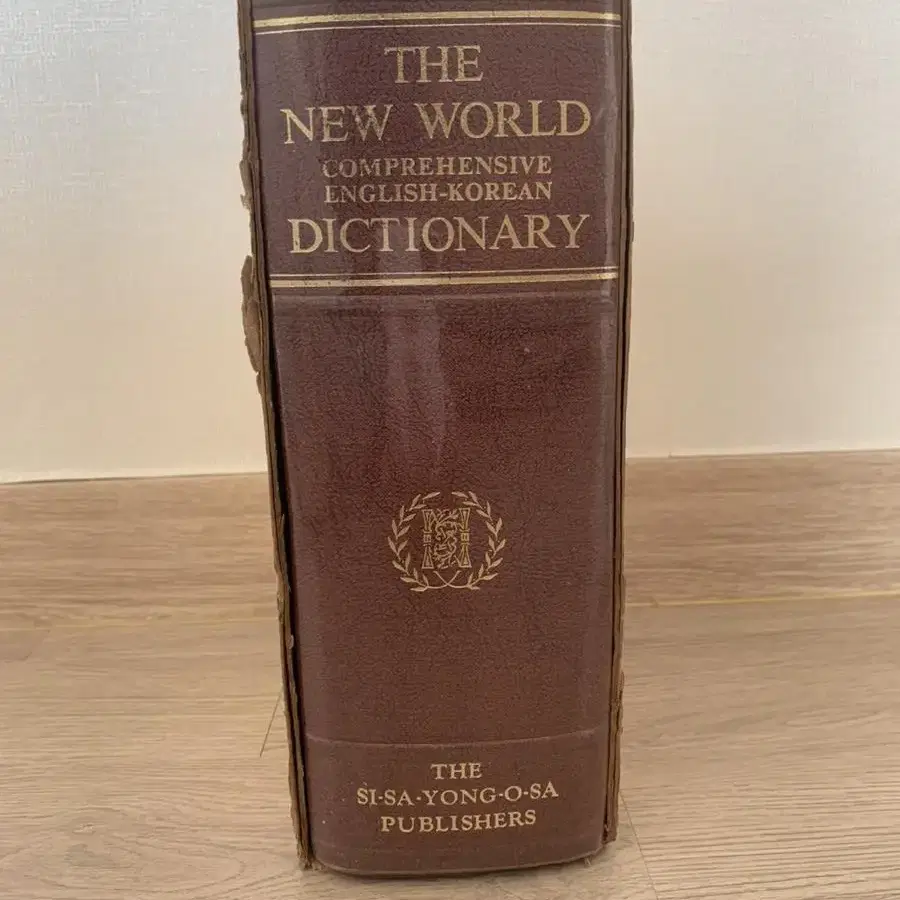 THE
NEW WORLD
COMPREHENSIVE
ENGLISH-KOREAN
DICTIONARY
THE
SI-SA-YONG-O-SA
PUBLISHERS